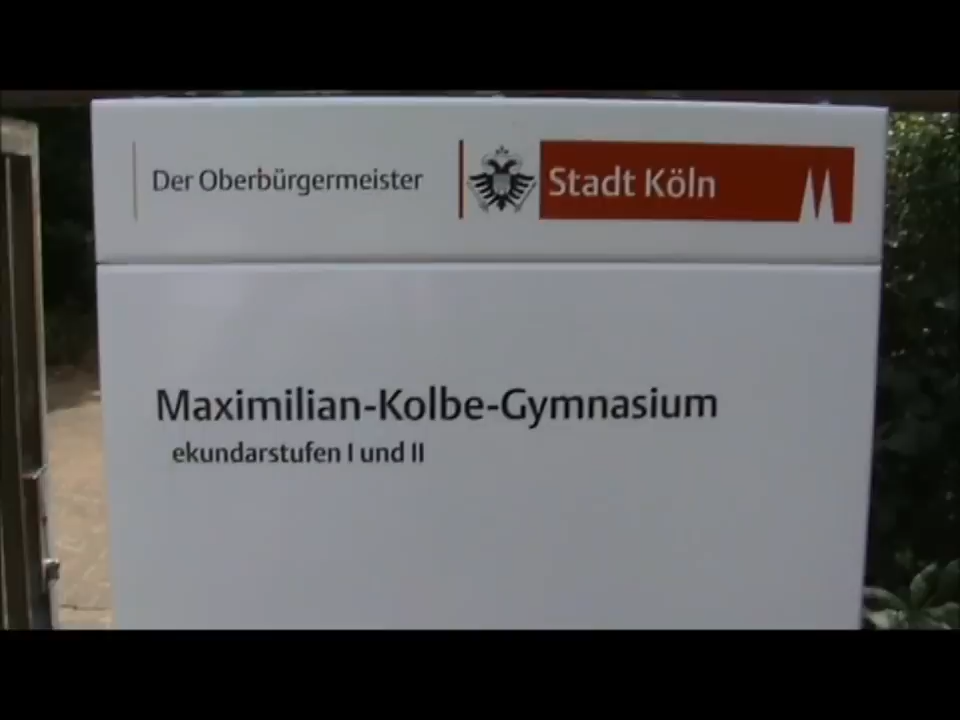 Der Oberbürgermeister
Stadt Köln
Maximilian-Kolbe-Gymnasium
ekundarstufen I und II